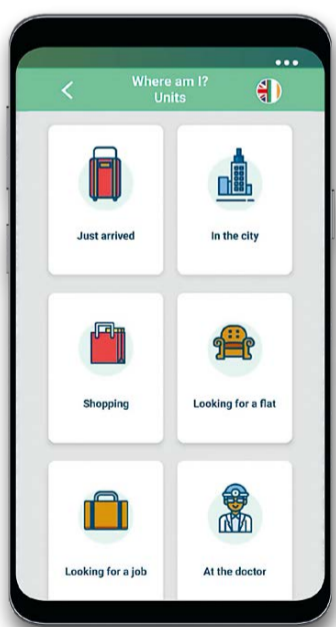 Where am I?
Units
Just arrived
In the city
Shopping
Looking for a flat
Looking for a job
At the doctor